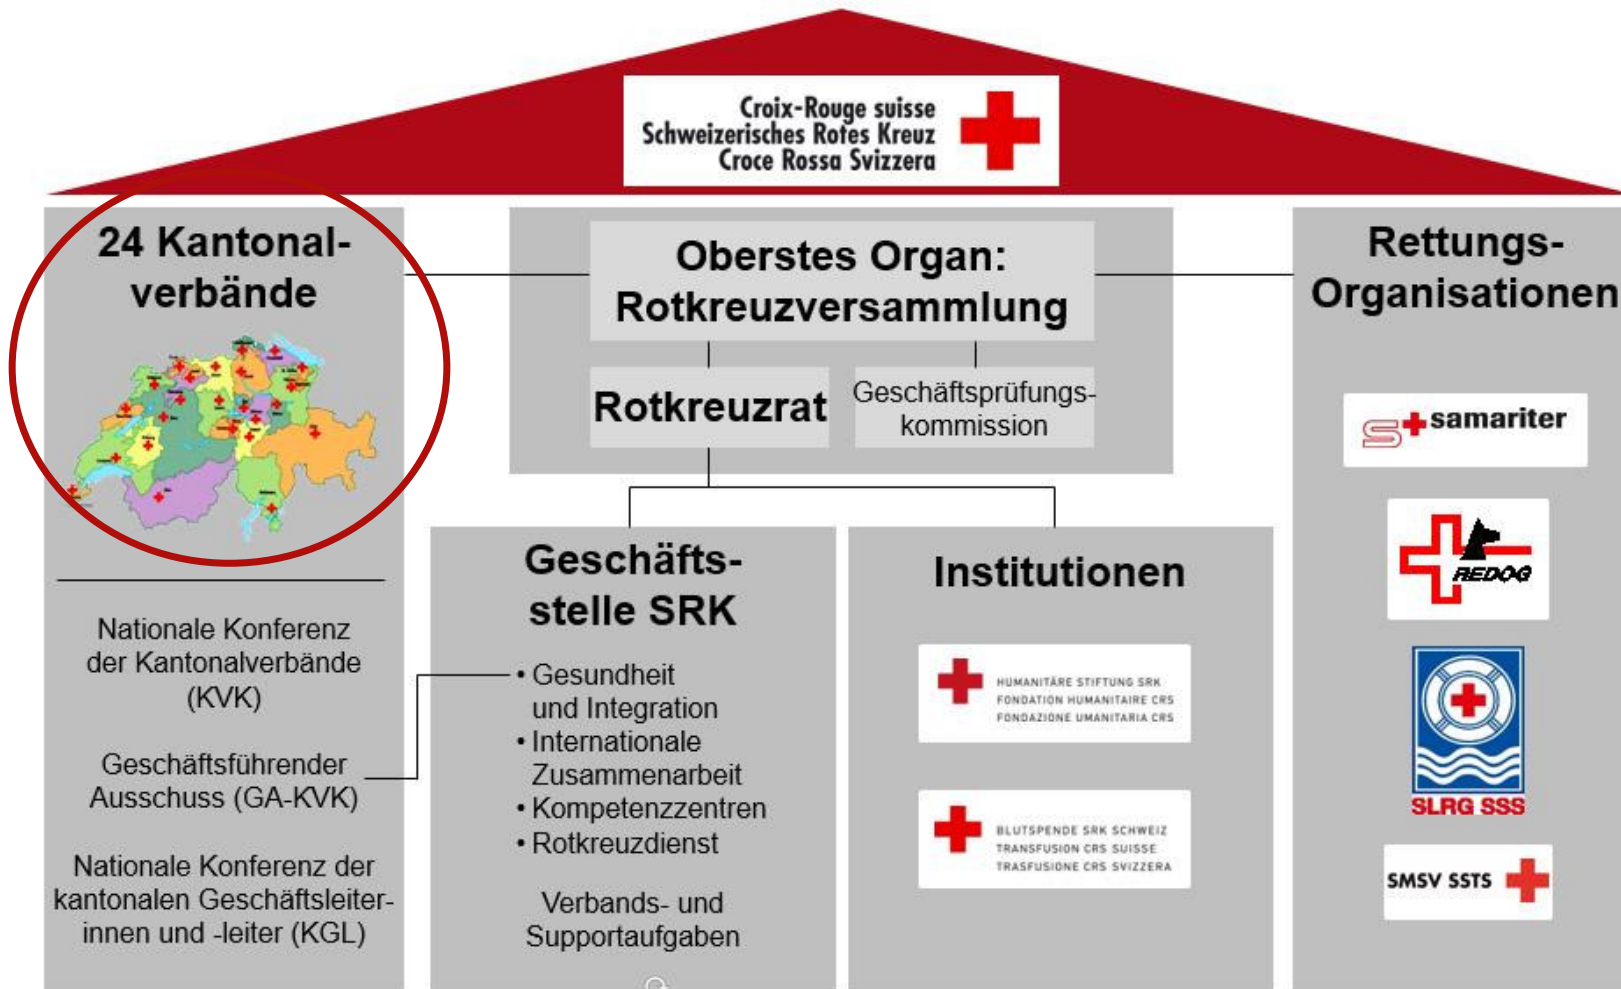 Croix-Rouge suisse
Schweizerisches Rotes Kreuz
Croce Rossa Svizzera
24 Kantonal-
verbände
Nationale Konferenz
der Kantonalverbände
(KVK)
Geschäftsführender
Ausschuss (GA-KVK)
Nationale Konferenz der
kantonalen Geschäftsleiter-
innen und -leiter (KGL)
Oberstes Organ:
Rotkreuzversammlung
Rotkreuzrat
Geschäftsprüfungs-
kommission
Geschäfts-
stelle SRK
• Gesundheit
und Integration
• Internationale
Zusammenarbeit
• Kompetenzzentren
• Rotkreuzdienst
Verbands- und
Supportaufgaben
Institutionen
HUMANITÄRE STIFTUNG SRK
FONDATION HUMANITAIRE CRS
FONDAZIONE UMANITARIA CRS
BLUTSPENDE SRK SCHWEIZ
TRANSFUSION CRS SUISSE
TRASFUSIONE CRS SVIZZERA
Rettungs-
Organisationen
samariter
REDOG
SLRG SSS
SMSV SSTS